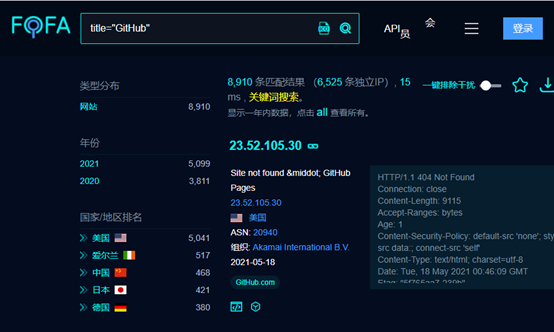 FOFA
title="GitHub"
API
会
员
登录
类型分布
网站 8,910
年份
2021 5,099
2020 3,811
国家/地区排名
美国 5,041
爱尔兰 517
中国 468
日本 421
德国 380
8,910 条匹配结果 （6,525 条独立IP）, 15
ms , 关键词搜索。
显示一年内数据，点击 all 查看所有。
一键排除干扰
23.52.105.30
Site not found &middot; GitHub
Pages
23.52.105.30
美国
ASN: 20940
组织: Akamai International B.V.
2021-05-18
GitHub.com
HTTP/1.1 404 Not Found
Connection: close
Content-Length: 9115
Accept-Ranges: bytes
Age: 1
Content-Security-Policy: default-src 'none'; sty
src data:; connect-src 'self'
Content-Type: text/html; charset=utf-8
Date: Tue, 18 May 2021 00:46:09 GMT